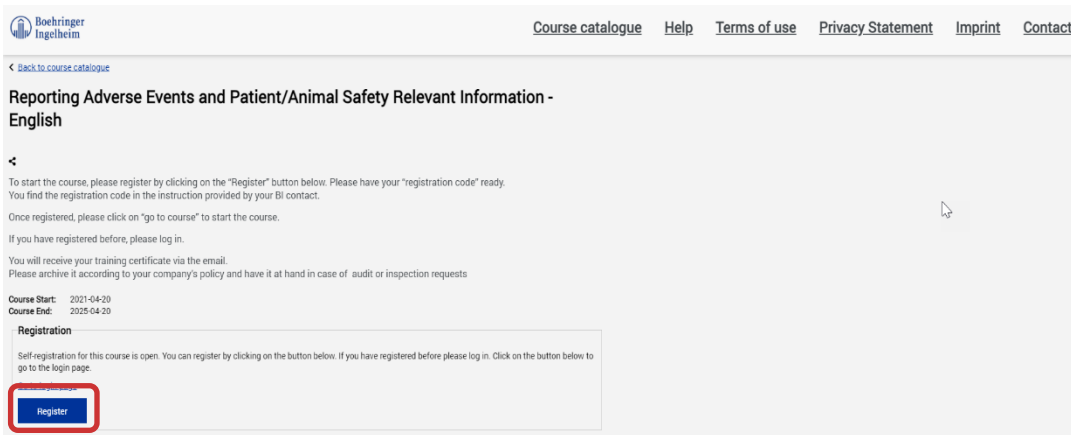 Boehringer
Ingelheim
Course catalogue Help Terms of use Privacy Statement Imprint Contact
Back to course catalogue
Reporting Adverse Events and Patient/Animal Safety Relevant Information -
English
To start the course, please register by clicking on the "Register" button below. Please have your "registration code" ready.
You find the registration code in the instruction provided by your BI contact.
Once registered, please click on "go to course" to start the course.
If you have registered before, please log in.
You will receive your training certificate via the email.
Please archive it according to your company's policy and have it at hand in case of audit or inspection requests
Course Start: 2021-04-20
Course End: 2025-04-20
Registration
Self-registration for this course is open. You can register by clicking on the button below. If you have registered before please log in. Click on the button below to
go to the login page.
Register